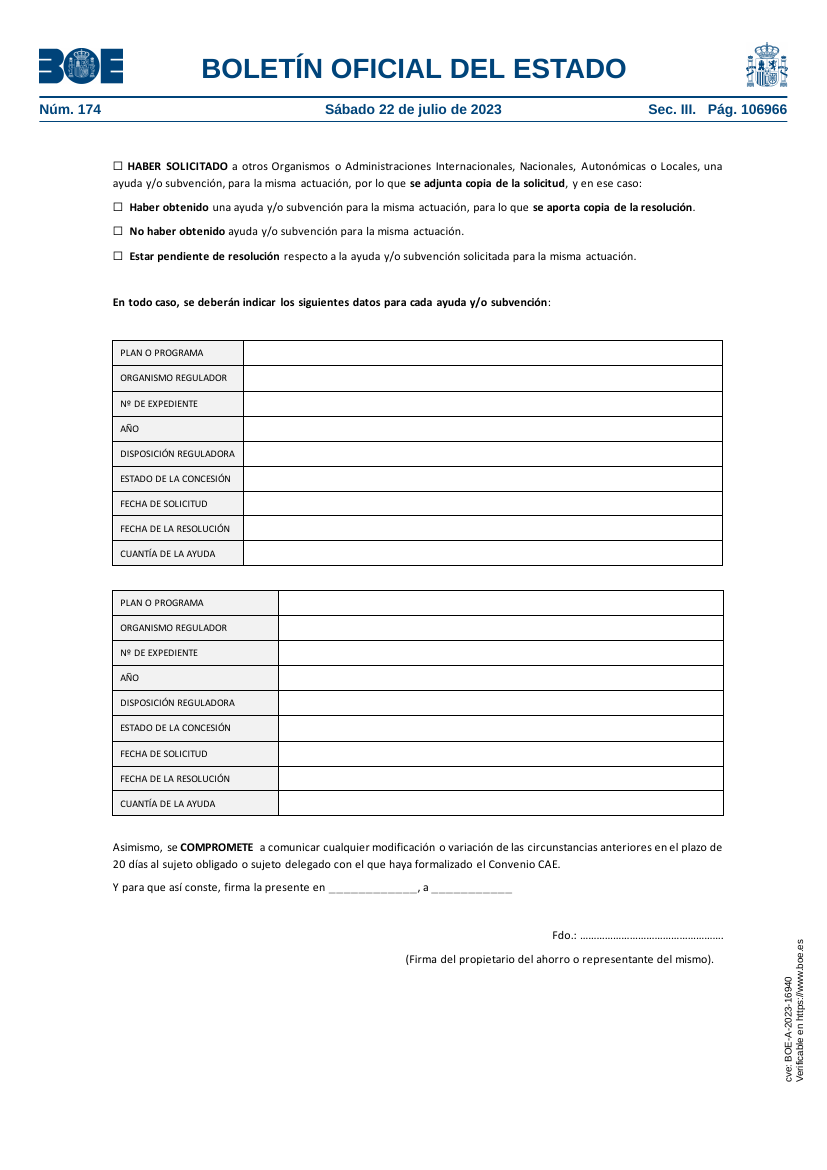 BOE
BOLETÍN OFICIAL DEL ESTADO
Núm. 174
Sábado 22 de julio de 2023
Sec. III. Pág. 106966
☐ HABER SOLICITADO a otros Organismos o Administraciones Internacionales, Nacionales, Autonómicas o Locales, una
ayuda y/o subvención, para la misma actuación, por lo que se adjunta copia de la solicitud, y en ese caso:
☐ Haber obtenido una ayuda y/o subvención para la misma actuación, para lo que se aporta copia de la resolución.
☐ No haber obtenido ayuda y/o subvención para la misma actuación.
☐ Estar pendiente de resolución respecto a la ayuda y/o subvención solicitada para la misma actuación.
En todo caso, se deberán indicar los siguientes datos para cada ayuda y/o subvención:
PLAN O PROGRAMA
ORGANISMO REGULADOR
Nº DE EXPEDIENTE
AÑO
DISPOSICIÓN REGULADORA
ESTADO DE LA CONCESIÓN
FECHA DE SOLICITUD
FECHA DE LA RESOLUCIÓN
CUANTÍA DE LA AYUDA
PLAN O PROGRAMA
ORGANISMO REGULADOR
Nº DE EXPEDIENTE
AÑO
DISPOSICIÓN REGULADORA
ESTADO DE LA CONCESIÓN
FECHA DE SOLICITUD
FECHA DE LA RESOLUCIÓN
CUANTÍA DE LA AYUDA
Asimismo, se COMPROMETE a comunicar cualquier modificación o variación de las circunstancias anteriores en el plazo de
20 días al sujeto obligado o sujeto delegado con el que haya formalizado el Convenio CAE.
Y para que así conste, firma la presente en _____________, a ____________
Fdo.: …………………………………………
(Firma del propietario del ahorro o representante del mismo).
cve: BOE-A-2023-16940
Verificable en https://www.boe.es